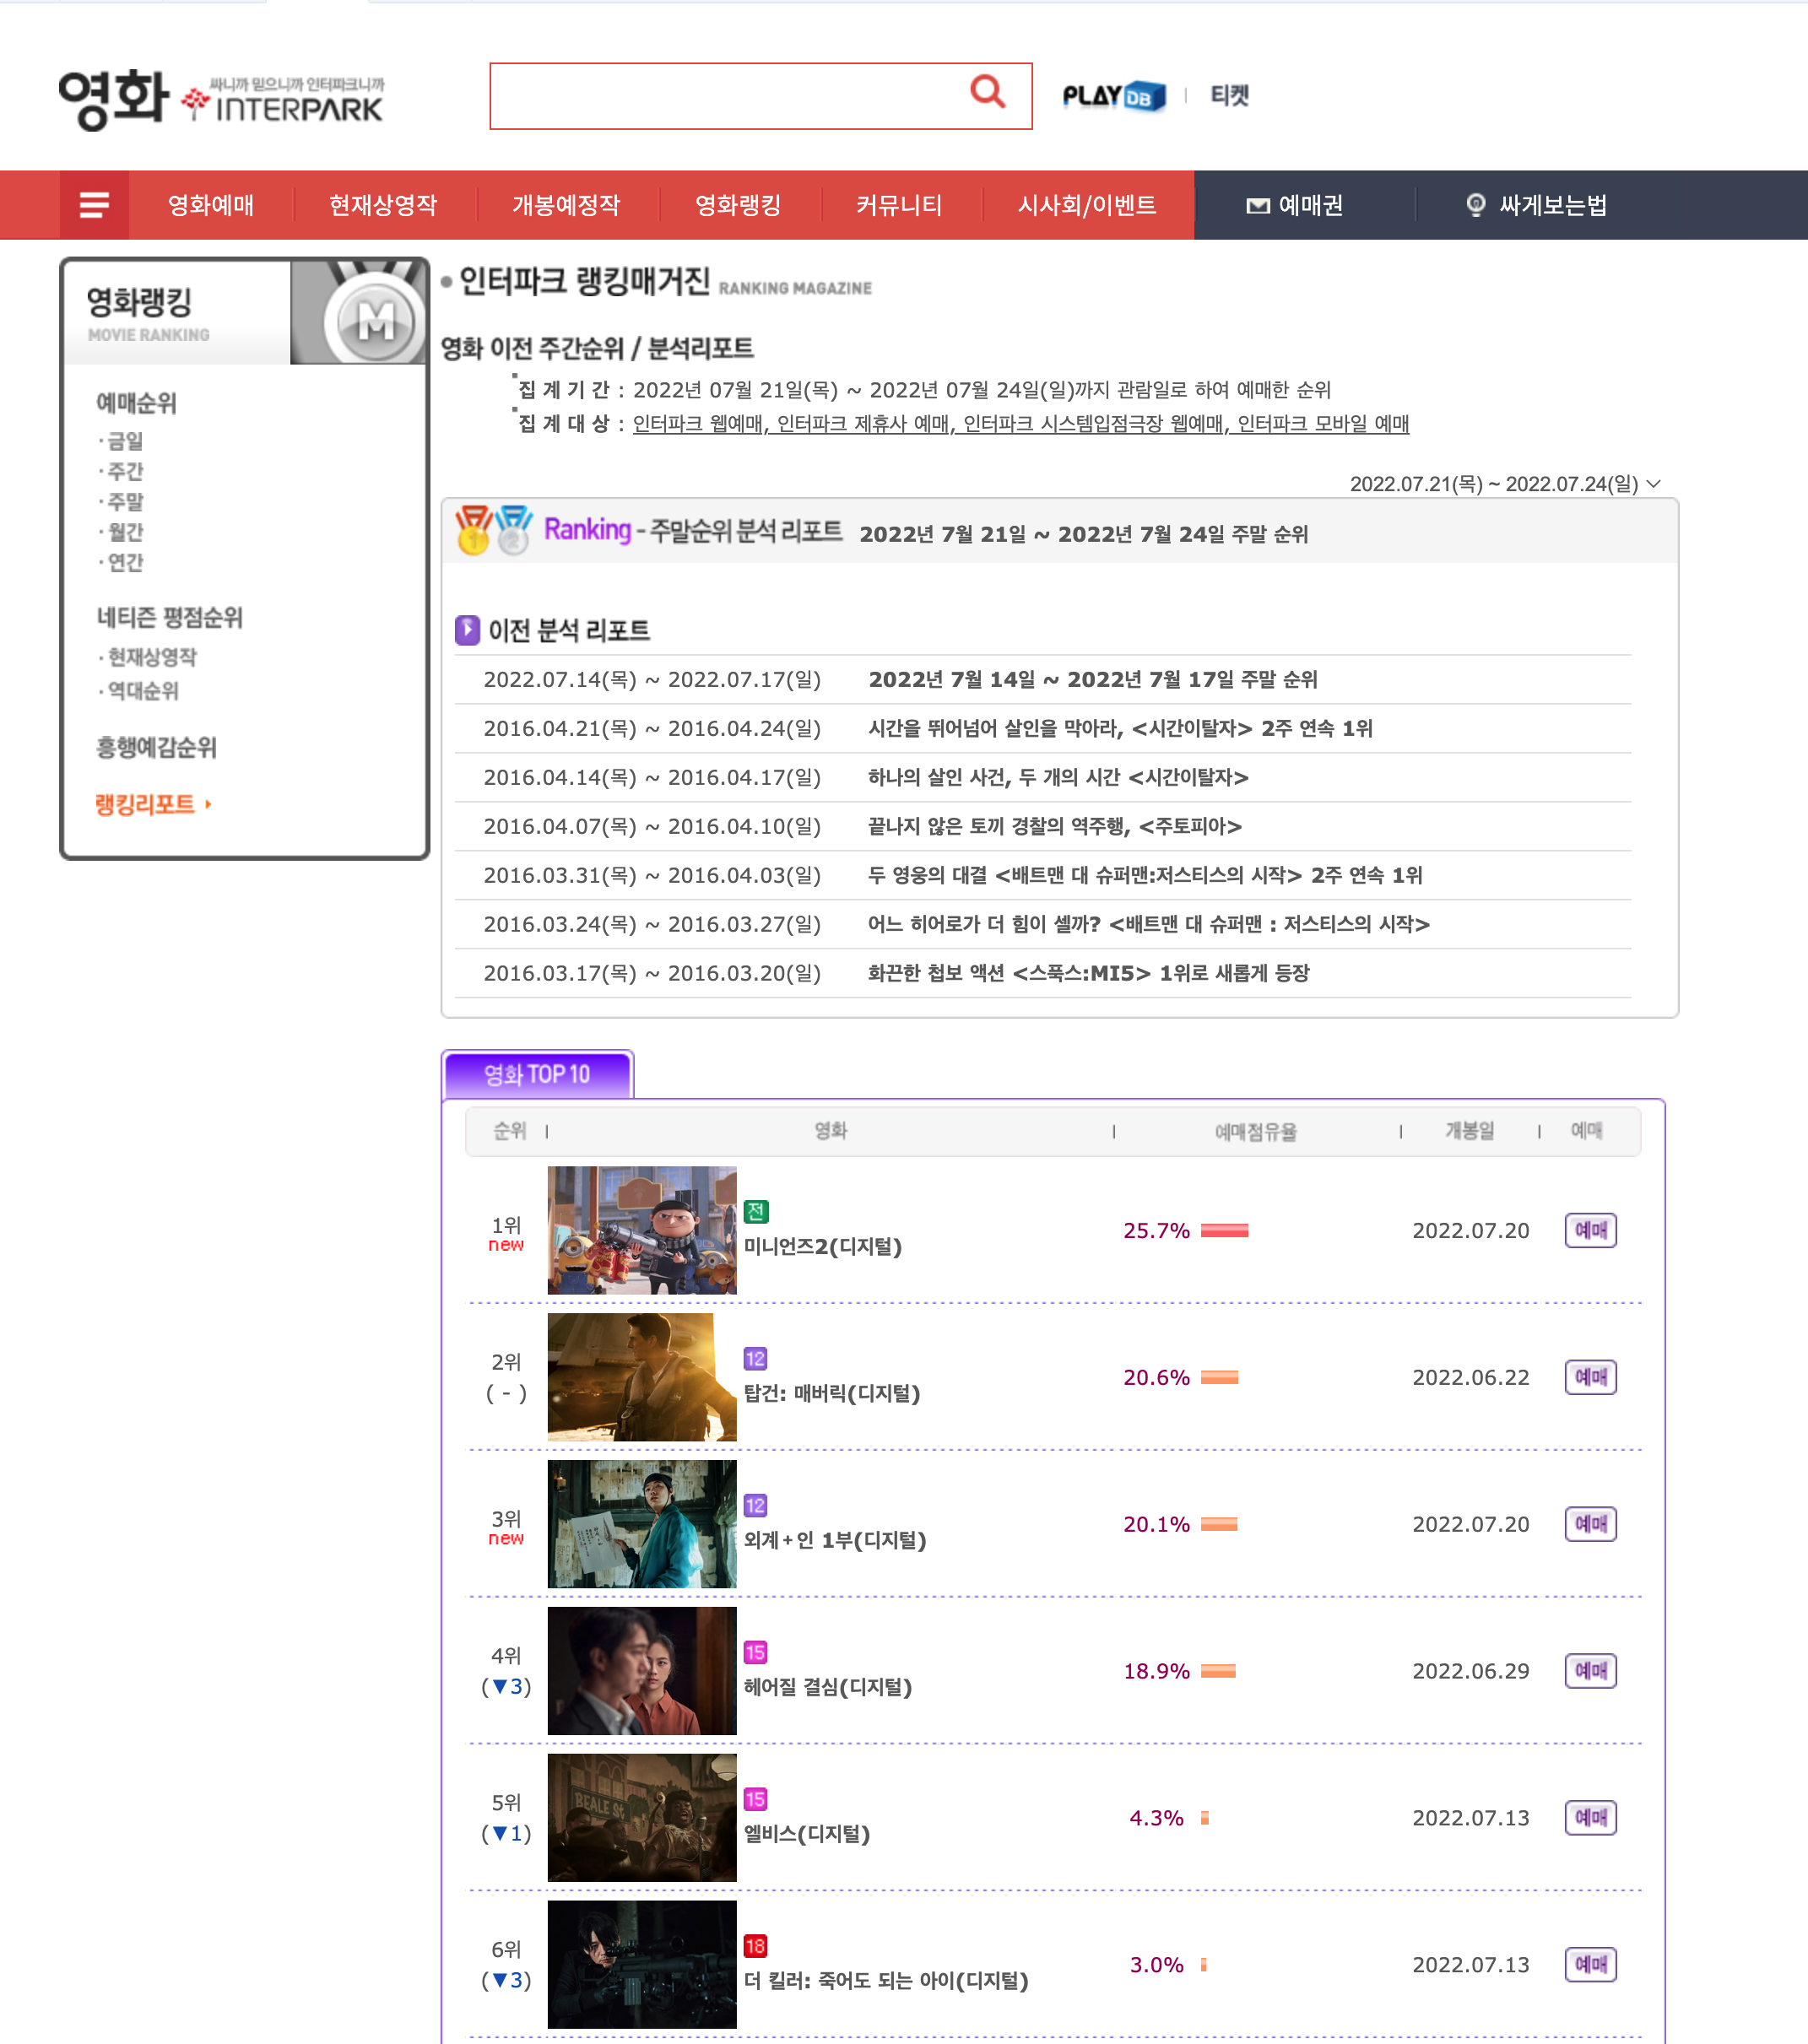 영화 싸니까 믿으니까 인터파크니까
INTERPARK
PLAY DB | 티켓
영화예매 현재상영작 개봉예정작 영화랭킹 커뮤니티 시사회/이벤트 예매권 싸게보는법
영화랭킹
MOVIE RANKING
M
예매순위
· 금일
· 주간
· 주말
· 월간
· 연간
네티즌 평점순위
· 현재상영작
· 역대순위
흥행예감순위
랭킹리포트
인터파크 랭킹매거진 RANKING MAGAZINE
영화 이전 주간순위 / 분석리포트
집 계 기 간 : 2022년 07월 21일(목) ~ 2022년 07월 24일(일)까지 관람일로 하여 예매한 순위
집 계 대 상 : 인터파크 웹예매, 인터파크 제휴사 예매, 인터파크 시스템입점극장 웹예매, 인터파크 모바일 예매
2022.07.21(목) ~ 2022.07.24(일)
1 2 Ranking - 주말순위 분석 리포트 2022년 7월 21일 ~ 2022년 7월 24일 주말 순위
이전 분석 리포트
2022.07.14(목) ~ 2022.07.17(일) 2022년 7월 14일 ~ 2022년 7월 17일 주말 순위
2016.04.21(목) ~ 2016.04.24(일) 시간을 뛰어넘어 살인을 막아라, <시간이탈자> 2주 연속 1위
2016.04.14(목) ~ 2016.04.17(일) 하나의 살인 사건, 두 개의 시간 <시간이탈자>
2016.04.07(목) ~ 2016.04.10(일) 끝나지 않은 토끼 경찰의 역주행, <주토피아>
2016.03.31(목) ~ 2016.04.03(일) 두 영웅의 대결 <배트맨 대 슈퍼맨:저스티스의 시작> 2주 연속 1위
2016.03.24(목) ~ 2016.03.27(일) 어느 히어로가 더 힘이 셀까? <배트맨 대 슈퍼맨 : 저스티스의 시작>
2016.03.17(목) ~ 2016.03.20(일) 화끈한 첩보 액션 <스푹스:MI5> 1위로 새롭게 등장
영화 TOP 10
순위 | 영화 | 예매점유율 | 개봉일 | 예매
1위
new
전
미니언즈2(디지털)
25.7% 2022.07.20 예매
2위
( - )
12
탑건: 매버릭(디지털)
20.6% 2022.06.22 예매
3위
new
12
외계+인 1부(디지털)
20.1% 2022.07.20 예매
4위
(▼3)
15
헤어질 결심(디지털)
18.9% 2022.06.29 예매
5위
(▼1)
BEALE St
15
엘비스(디지털)
4.3% 2022.07.13 예매
6위
(▼3)
18
더 킬러: 죽어도 되는 아이(디지털)
3.0% 2022.07.13 예매